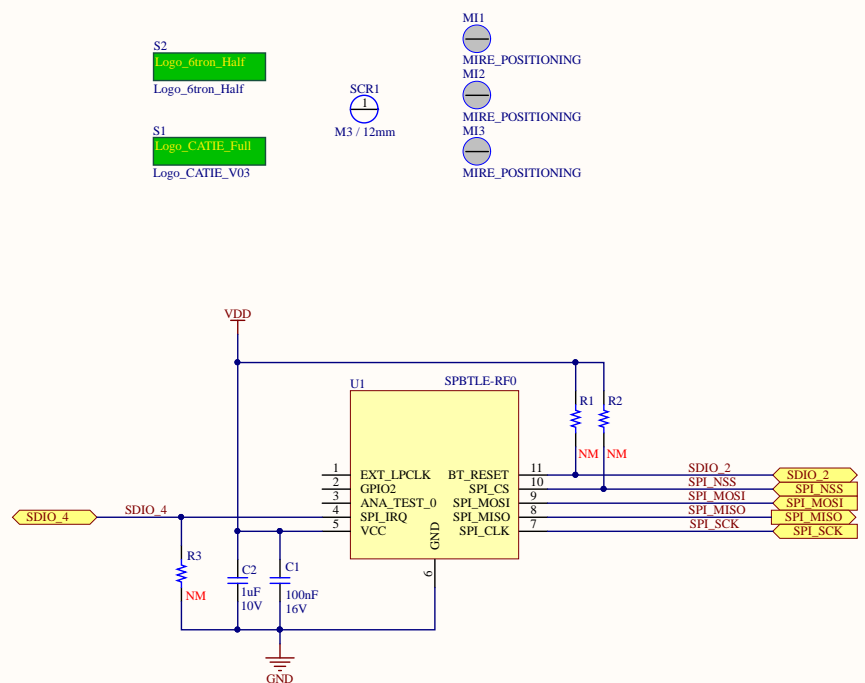 MI1
S2
Logo_6tron_Half
MIRE_POSITIONING
MI2
Logo_6tron_Half
SCR1
1
MIRE_POSITIONING
M3 / 12mm
S1
MI3
Logo_CATIE_Full
Logo_CATIE_V03
MIRE_POSITIONING
VDD
U1
SPBTLE-RF0
R1
R2
NM
NM
1
EXT_LPCLK
BT_RESET
11
SDIO_2
SDIO_2
2
GPIO2
SPI_CS
10
SPI_NSS
SPI_NSS
3
ANA_TEST_0
SPI_MOSI
9
SPI_MOSI
SPI_MOSI
SDIO_4
SDIO_4
4
SPI_IRQ
SPI_MISO
8
SPI_MISO
SPI_MISO
5
VCC
GND
SPI_CLK
7
SPI_SCK
SPI_SCK
6
R3
NM
C2
1uF
10V
C1
100nF
16V
GND